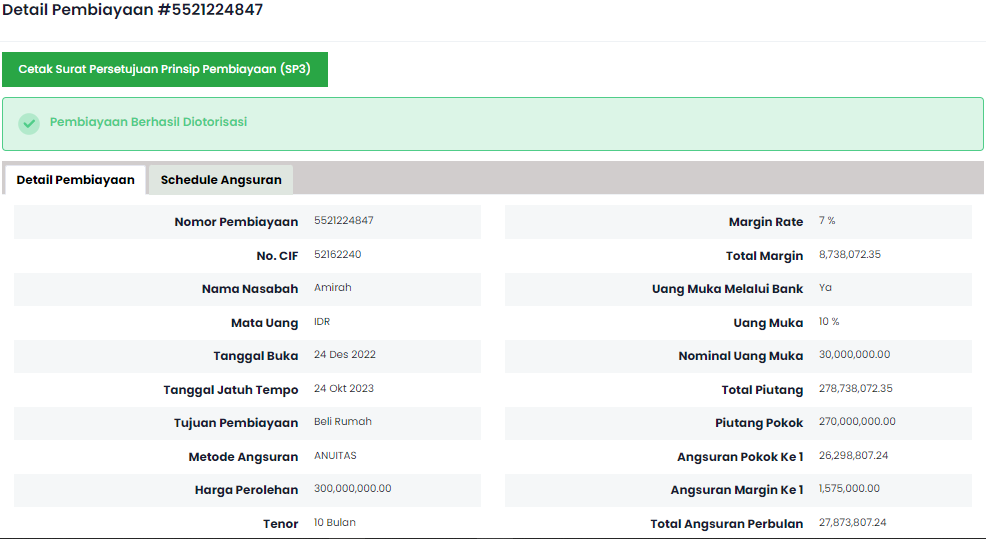 Detail Pembiayaan #5521224847
Cetak Surat Persetujuan Prinsip Pembiayaan (SP3)
Pembiayaan Berhasil Diotorisasi
Detail Pembiayaan Schedule Angsuran
Nomor Pembiayaan 5521224847
No. CIF 52162240
Nama Nasabah Amirah
Mata Uang IDR
Tanggal Buka 24 Des 2022
Tanggal Jatuh Tempo 24 Okt 2023
Tujuan Pembiayaan Beli Rumah
Metode Angsuran ANUITAS
Harga Perolehan 300,000,000.00
Tenor 10 Bulan
Margin Rate 7 %
Total Margin 8,738,072.35
Uang Muka Melalui Bank Ya
Uang Muka 10 %
Nominal Uang Muka 30,000,000.00
Total Piutang 278,738,072.35
Piutang Pokok 270,000,000.00
Angsuran Pokok Ke 1 26,298,807.24
Angsuran Margin Ke 1 1,575,000.00
Total Angsuran Perbulan 27,873,807.24